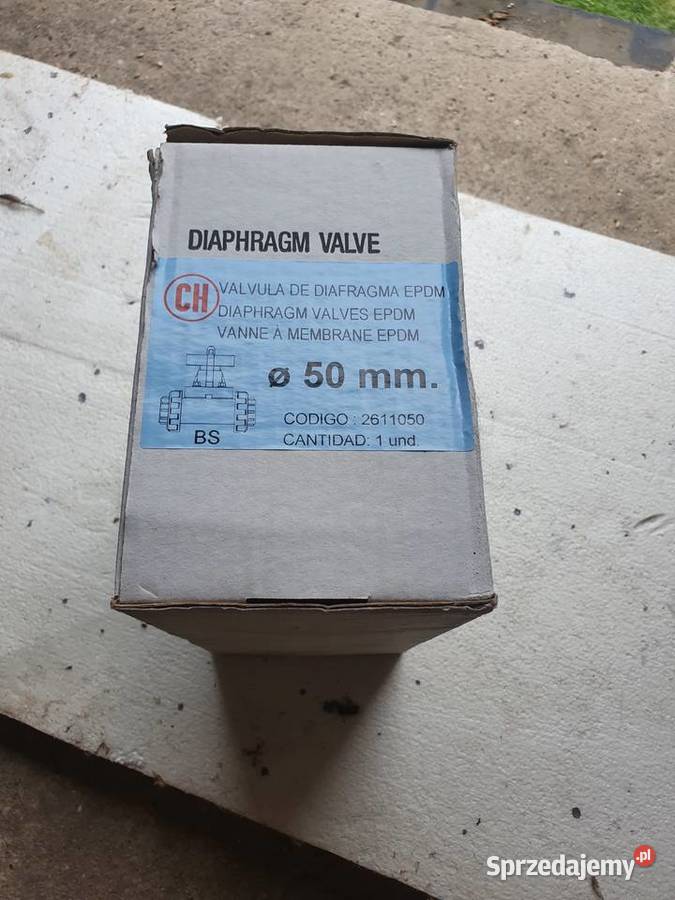 DIAPHRAGM VALVE
CH
VALVULA DE DIAFRAGMA EPDM
DIAPHRAGM VALVES EPDM
VANNE À MEMBRANE EPDM
ø 50 mm.
CODIGO : 2611050
BS
CANTIDAD: 1 und.
Sprzedajemy.pl